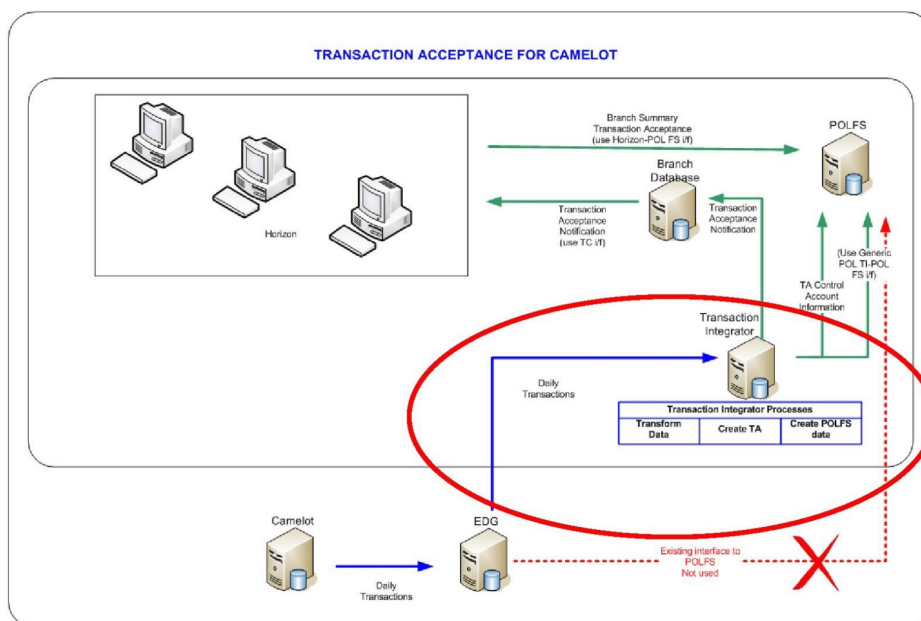 TRANSACTION ACCEPTANCE FOR CAMELOT
Branch Summary
Transaction Acceptance
(use Horizon-POL FS i/f)
POLFS
Branch
Database
Horizon
Transaction
Acceptance
Notification
(use TC i/f)
Transaction
Acceptance
Notification
(Use Generic
POL TI-POL
FS i/f)
TA Control
Account
Information
Transaction
Integrator
Daily
Transactions
Transaction Integrator Processes
Transform
Data
Create TA
Create POLFS
data
Camelot
EDG
Daily
Transactions
Existing interface to
POLFS
Not used